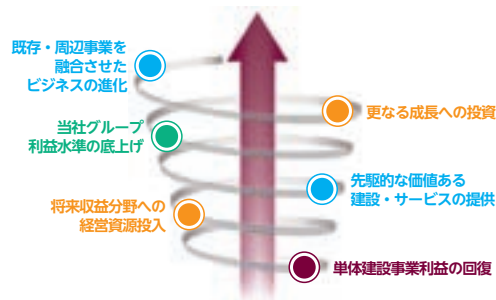 既存・周辺事業を
融合させた
ビジネスの進化
更なる成長への投資
当社グループ
利益水準の底上げ
先駆的な価値ある
建設・サービスの提供
将来収益分野への
経営資源投入
単体建設事業利益の回復